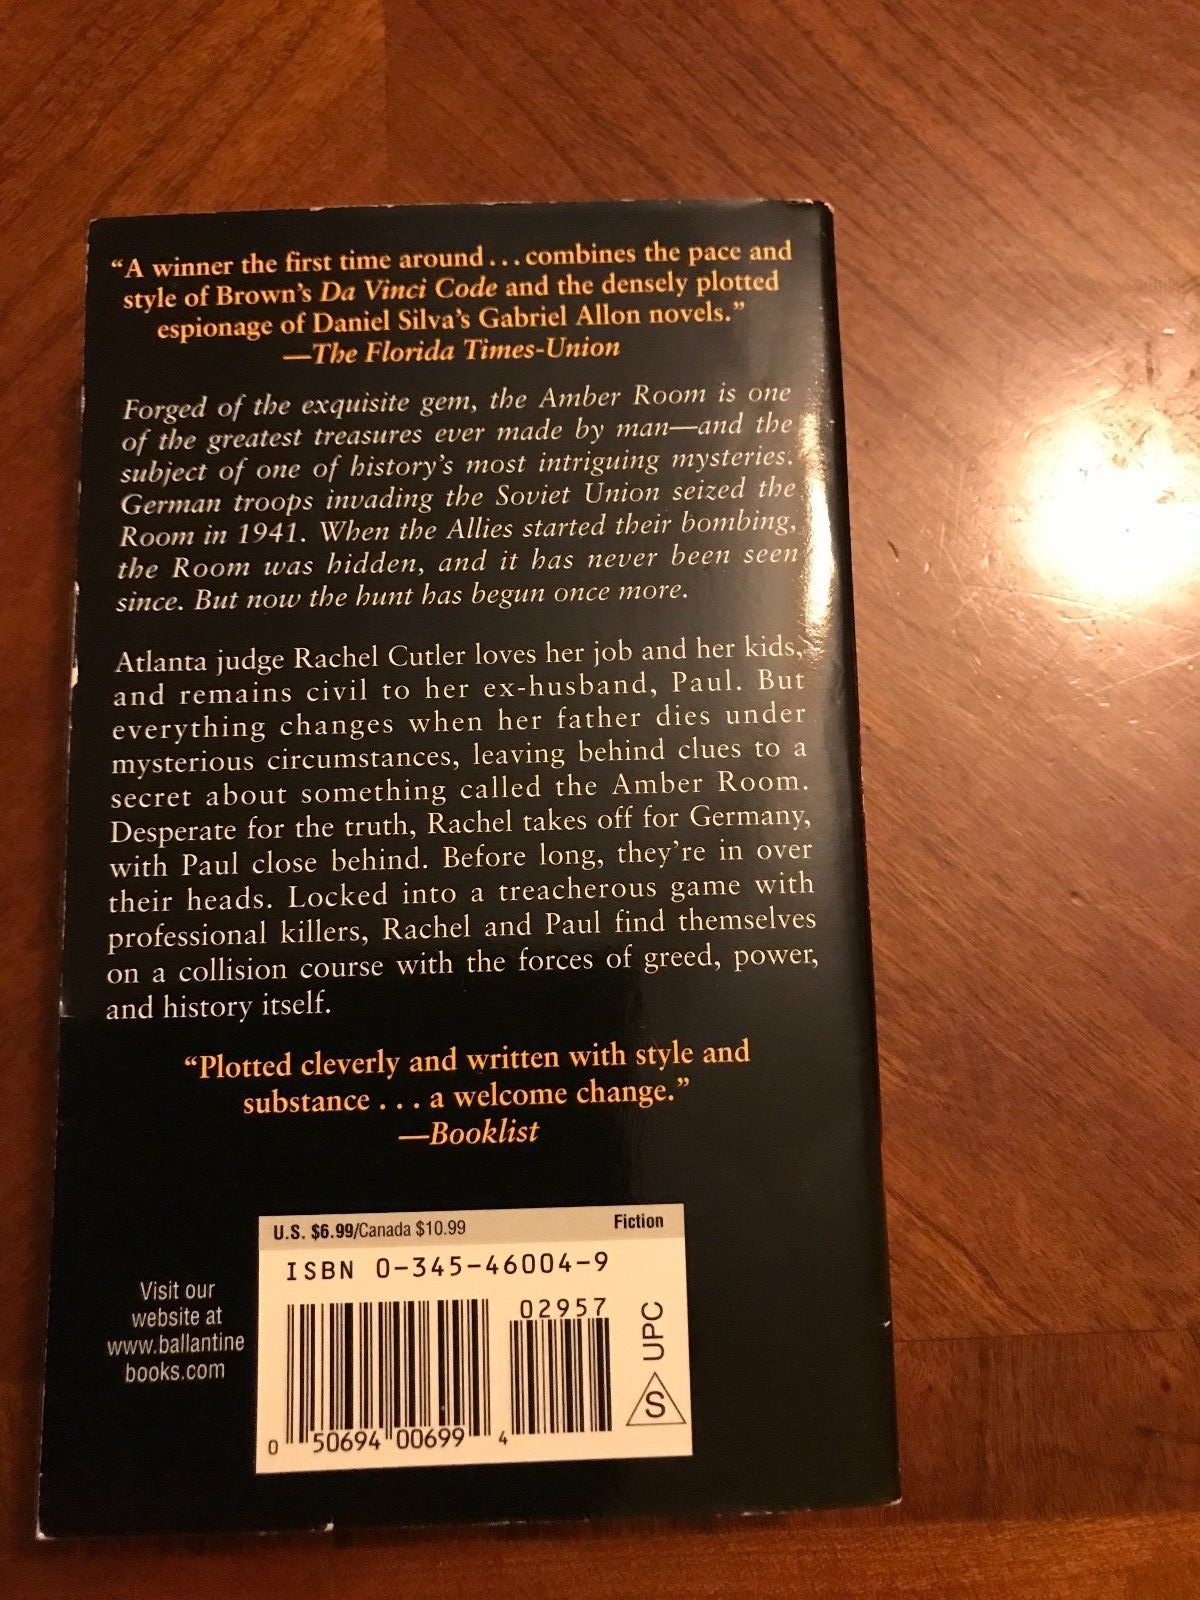 “A winner the first time around...combines the pace and
style of Brown’s Da Vinci Code and the densely plotted
espionage of Daniel Silva’s Gabriel Allon novels.”
—The Florida Times-Union
Forged of the exquisite gem, the Amber Room is one
of the greatest treasures ever made by man—and the
subject of one of history’s most intriguing mysteries.
German troops invading the Soviet Union seized the
Room in 1941. When the Allies started their bombing,
the Room was hidden, and it has never been seen
since. But now the hunt has begun once more.
Atlanta judge Rachel Cutler loves her job and her kids,
and remains civil to her ex-husband, Paul. But
everything changes when her father dies under
mysterious circumstances, leaving behind clues to a
secret about something called the Amber Room.
Desperate for the truth, Rachel takes off for Germany,
with Paul close behind. Before long, they’re in over
their heads. Locked into a treacherous game with
professional killers, Rachel and Paul find themselves
on a collision course with the forces of greed, power,
and history itself.
“Plotted cleverly and written with style and
substance . . . a welcome change.”
—Booklist
U.S. $6.99/Canada $10.99 Fiction
ISBN 0-345-46004-9
02957
UPC
S
0 50694 00699 4
Visit our
website at
www.ballantine
books.com